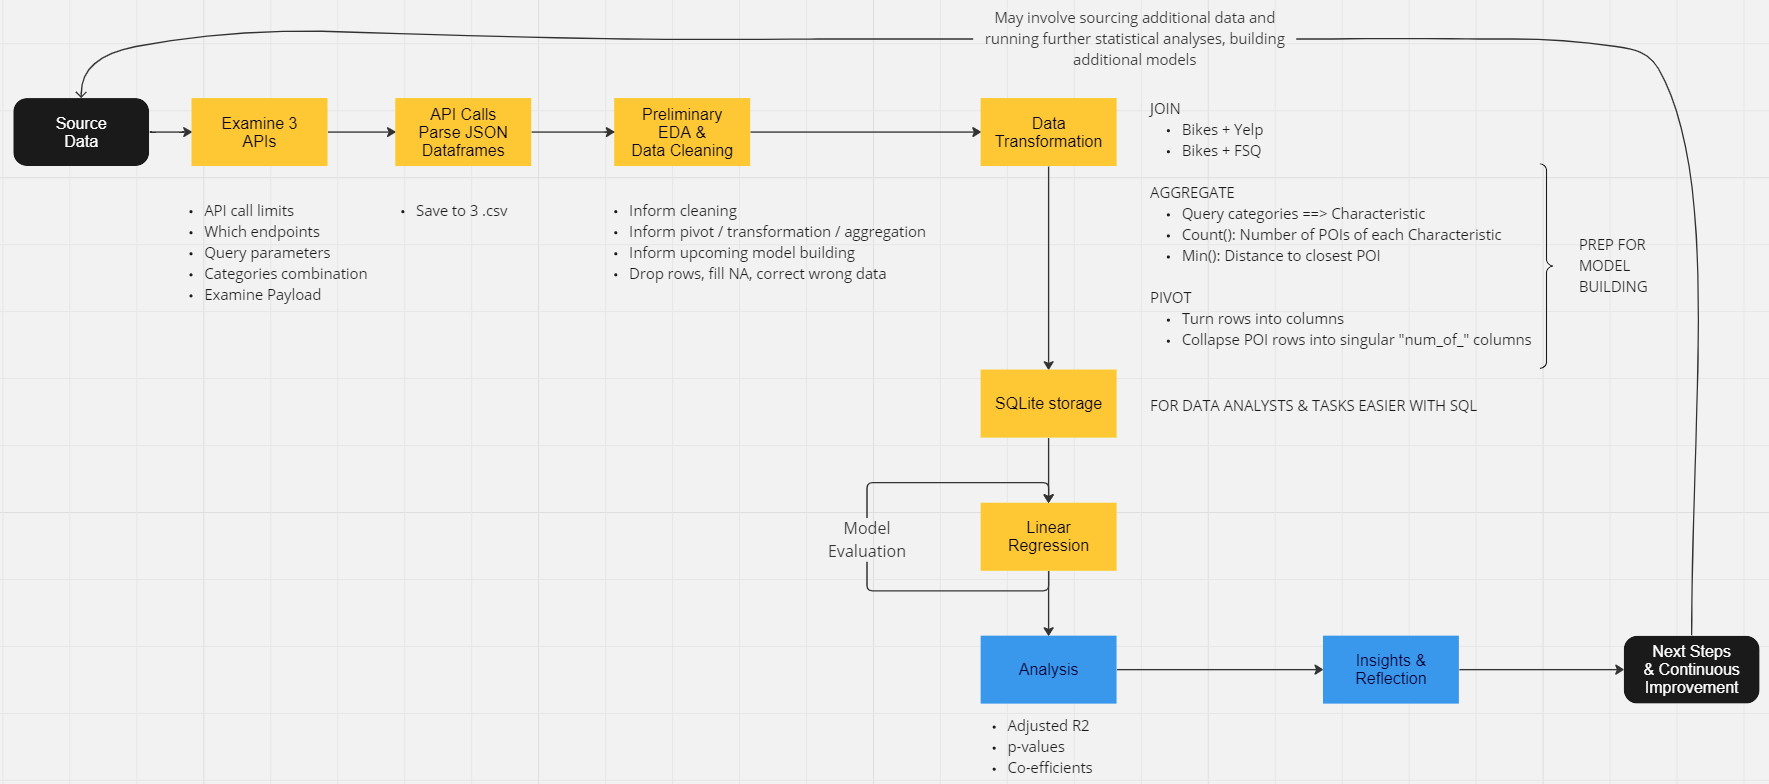 May involve sourcing additional data and
running further statistical analyses, building
additional models
Source
Data
Examine 3
APIs
API Calls
Parse JSON
Dataframes
Preliminary
EDA &
Data Cleaning
Data
Transformation
JOIN
• Bikes + Yelp
• Bikes + FSQ
• API call limits
• Which endpoints
• Query parameters
• Categories combination
• Examine Payload
• Save to 3 .csv
• Inform cleaning
• Inform pivot / transformation / aggregation
• Inform upcoming model building
• Drop rows, fill NA, correct wrong data
AGGREGATE
• Query categories ==> Characteristic
• Count(): Number of POIs of each Characteristic
• Min(): Distance to closest POI
PIVOT
• Turn rows into columns
• Collapse POI rows into singular "num_of_" columns
PREP FOR
MODEL
BUILDING
SQLite storage
FOR DATA ANALYSTS & TASKS EASIER WITH SQL
Model
Evaluation
Linear
Regression
Analysis
Insights &
Reflection
Next Steps
& Continuous
Improvement
• Adjusted R2
• p-values
• Co-efficients